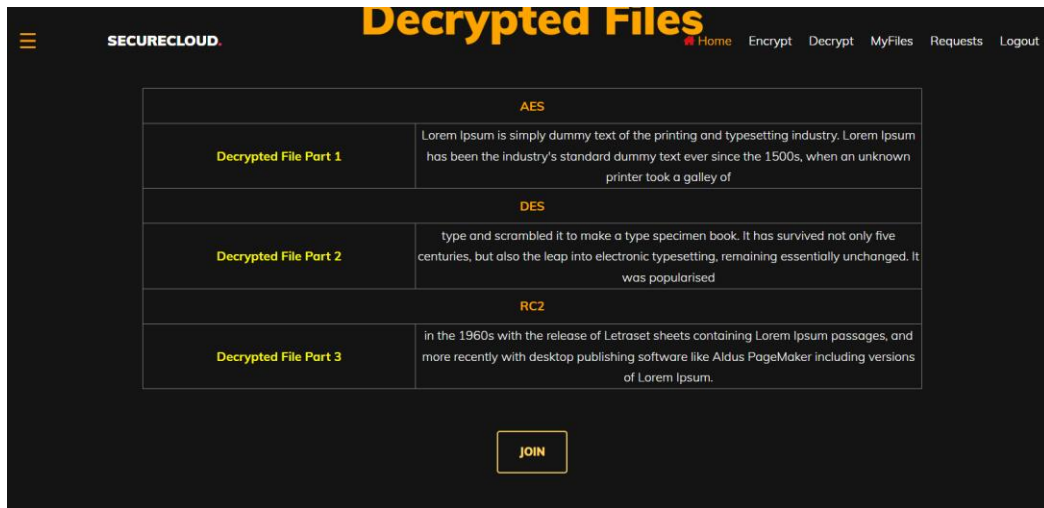 Decrypted Files
SECURECLOUD.
Home Encrypt Decrypt MyFiles Requests Logout
AES
Decrypted File Part 1
Lorem Ipsum is simply dummy text of the printing and typesetting industry. Lorem Ipsum
has been the industry's standard dummy text ever since the 1500s, when an unknown
printer took a galley of
DES
Decrypted File Part 2
type and scrambled it to make a type specimen book. It has survived not only five
centuries, but also the leap into electronic typesetting, remaining essentially unchanged. It
was popularised
RC2
Decrypted File Part 3
in the 1960s with the release of Letraset sheets containing Lorem Ipsum passages, and
more recently with desktop publishing software like Aldus PageMaker including versions
of Lorem Ipsum.
JOIN